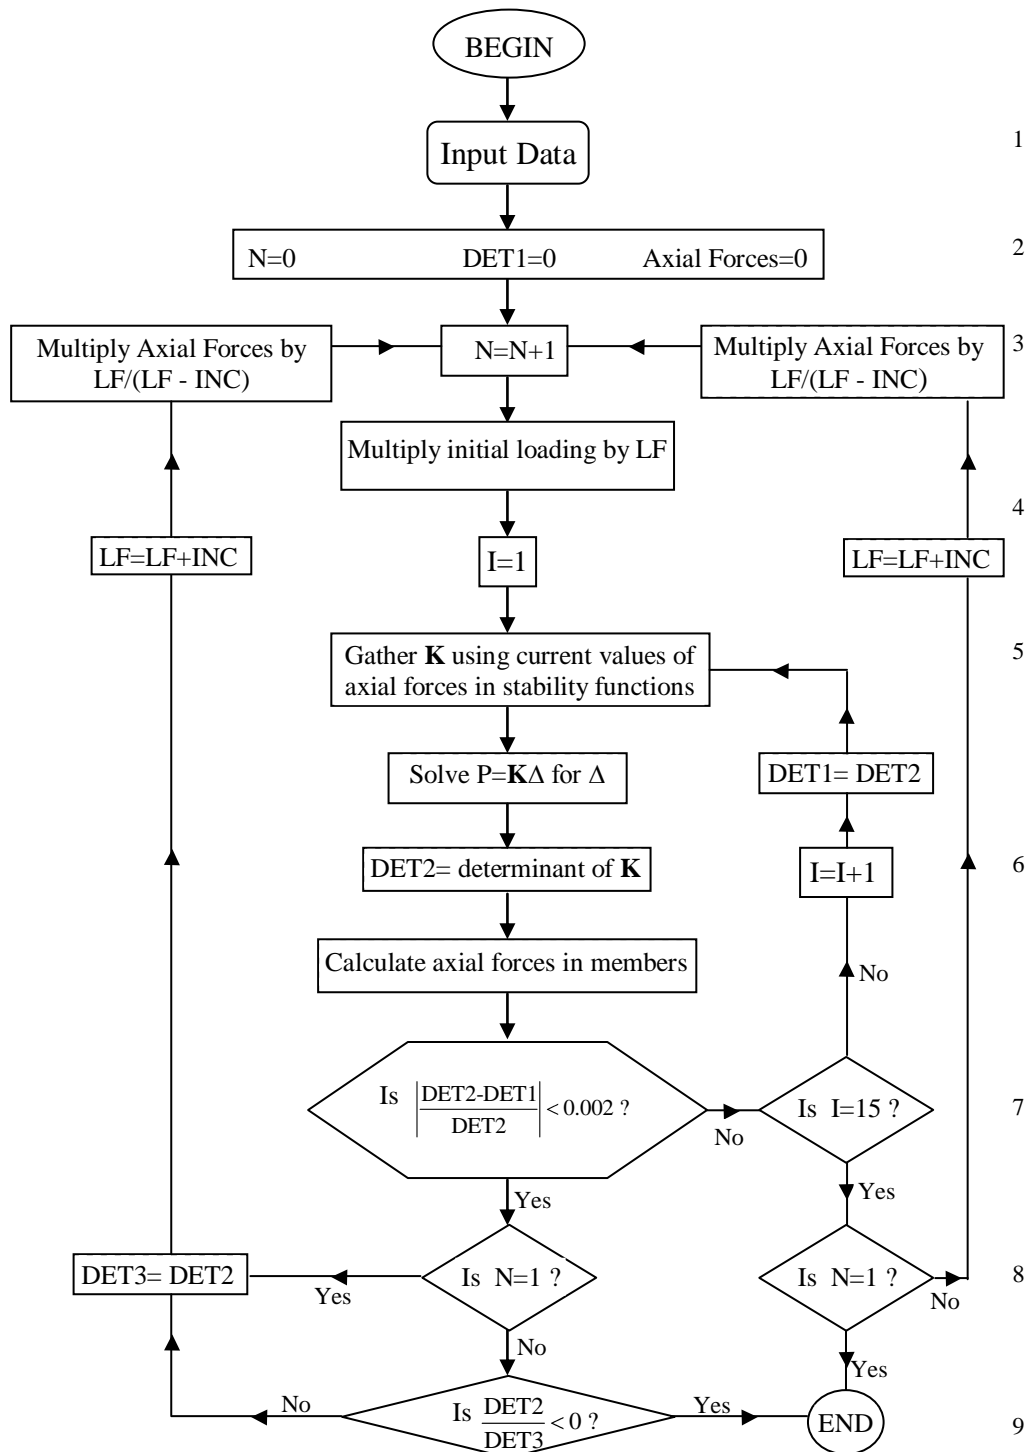 BEGIN
Input Data
1
N=0 DET1=0 Axial Forces=0
2
Multiply Axial Forces by
LF/(LF - INC)
N=N+1
Multiply Axial Forces by
LF/(LF - INC)
3
Multiply initial loading by LF
4
LF=LF+INC
I=1
LF=LF+INC
Gather K using current values of
axial forces in stability functions
5
Solve P=KΔ for Δ
DET1= DET2
DET2= determinant of K
I=I+1
6
Calculate axial forces in members
No
Is |DET2-DET1 / DET2| < 0.002 ?
No
Is I=15 ?
7
Yes
Yes
DET3= DET2
Yes
Is N=1 ?
Is N=1 ?
No
8
No
Yes
No
Is DET2 / DET3 < 0 ?
Yes
END
9